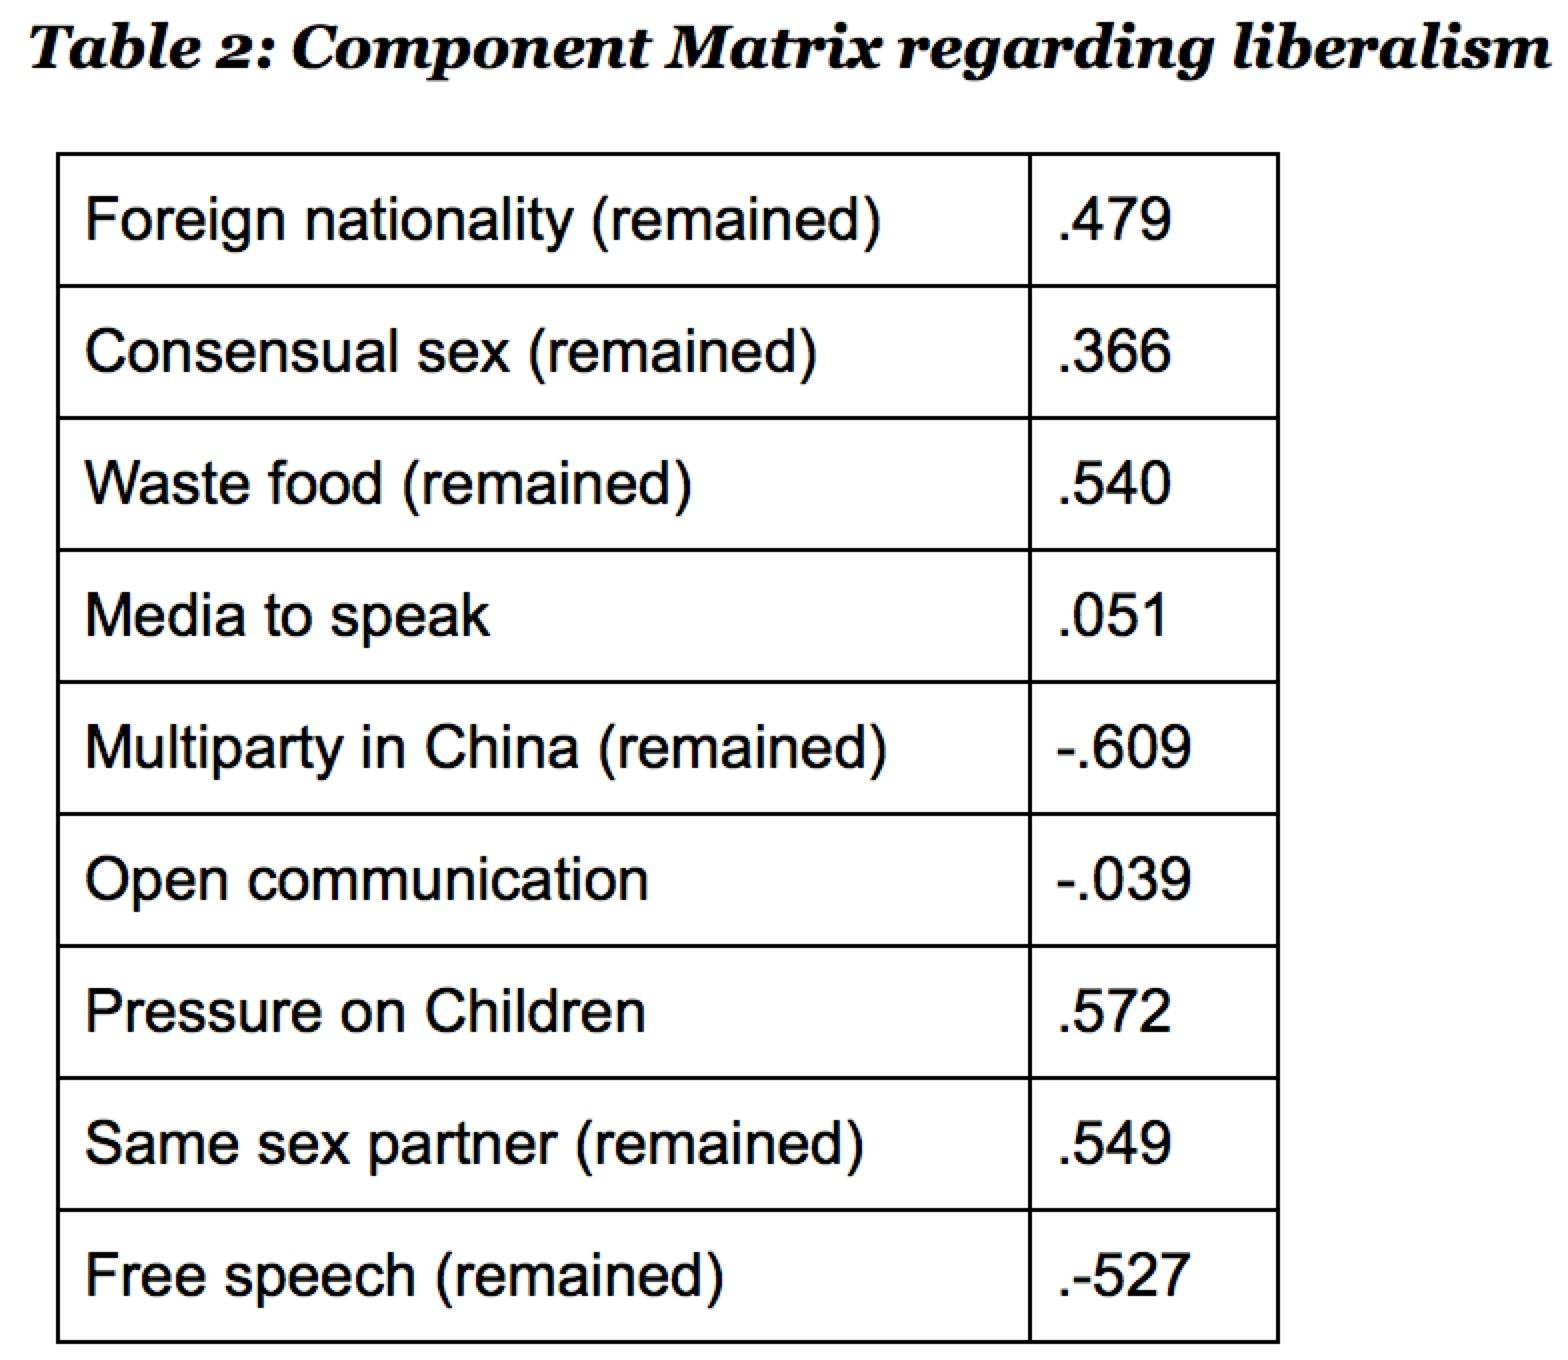 Table 2: Component Matrix regarding liberalism
Foreign nationality (remained) .479
Consensual sex (remained) .366
Waste food (remained) .540
Media to speak .051
Multiparty in China (remained) -.609
Open communication -.039
Pressure on Children .572
Same sex partner (remained) .549
Free speech (remained) .-527